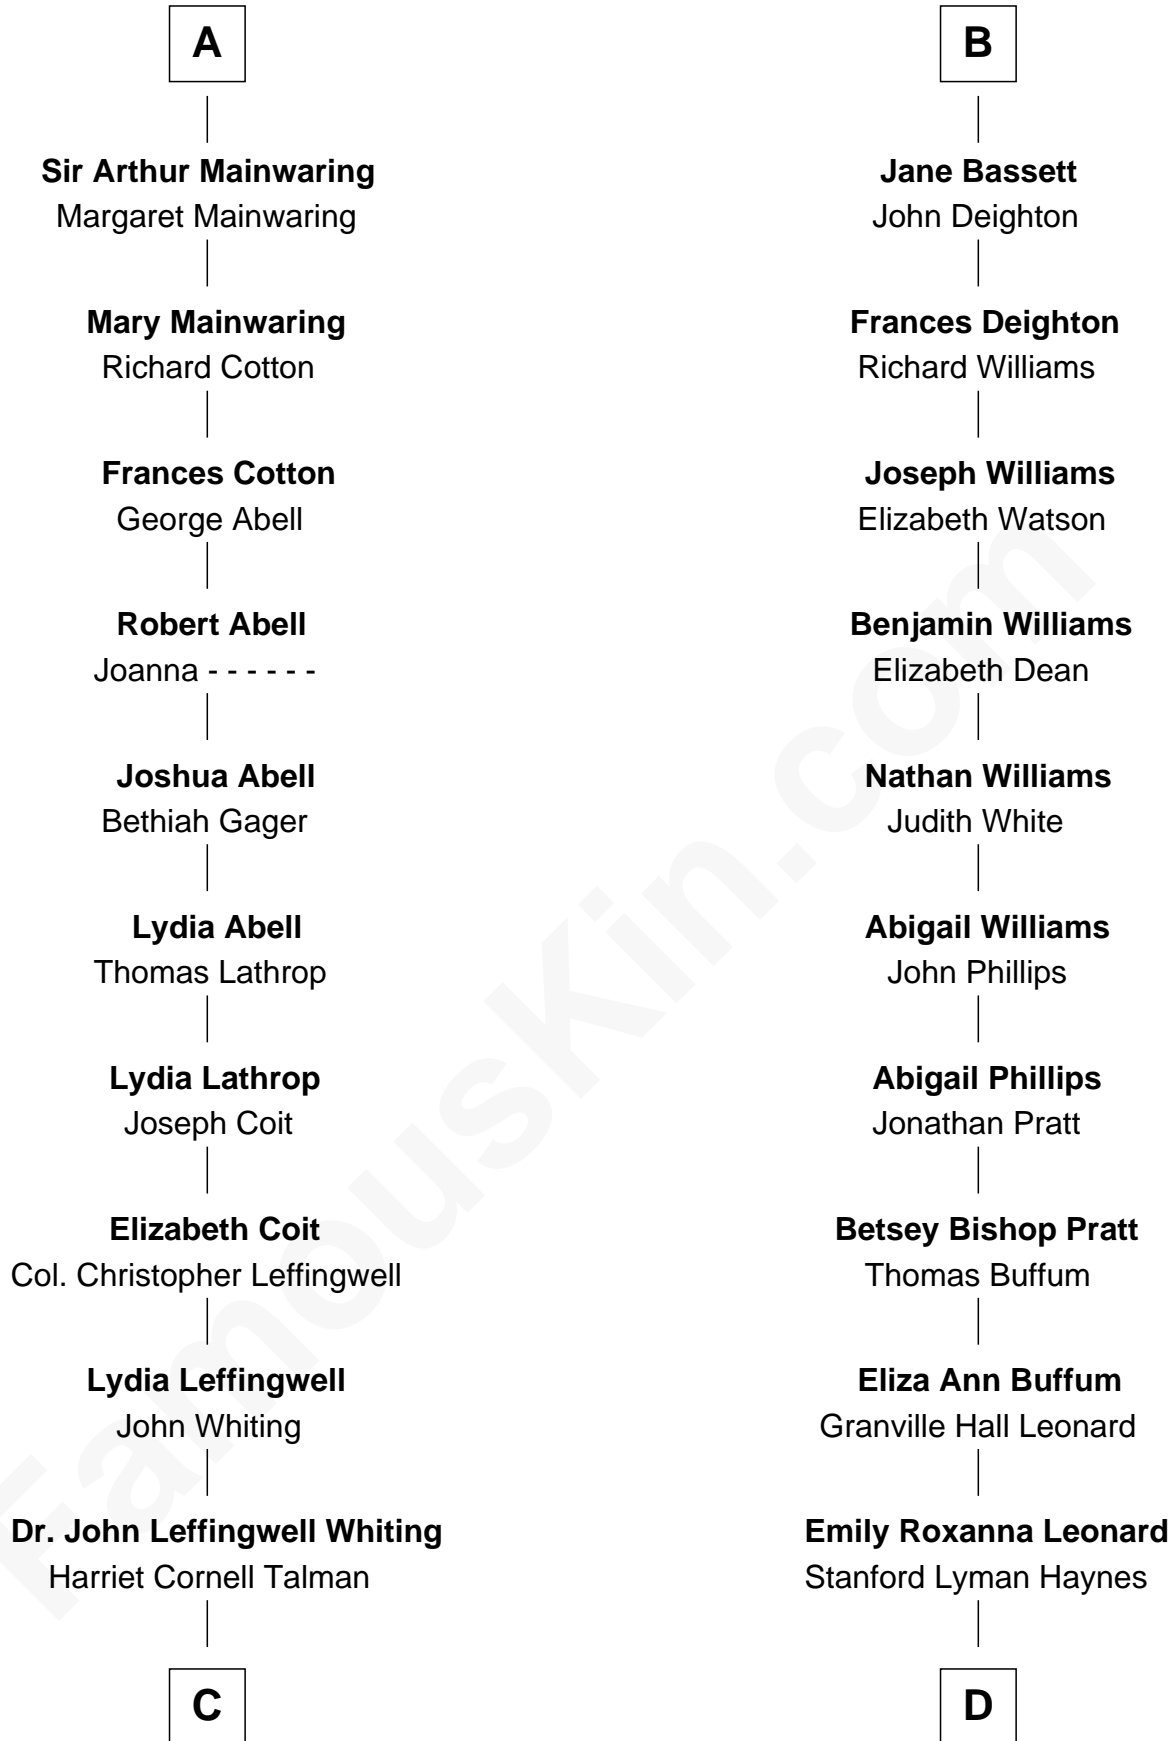 A
Sir Arthur Mainwaring
Margaret Mainwaring
Mary Mainwaring
Richard Cotton
Frances Cotton
George Abell
Robert Abell
Joanna - - - - - -
Joshua Abell
Bethiah Gager
Lydia Abell
Thomas Lathrop
Lydia Lathrop
Joseph Coit
Elizabeth Coit
Col. Christopher Leffingwell
Lydia Leffingwell
John Whiting
Dr. John Leffingwell Whiting
Harriet Cornell Talman
C
B
Jane Bassett
John Deighton
Frances Deighton
Richard Williams
Joseph Williams
Elizabeth Watson
Benjamin Williams
Elizabeth Dean
Nathan Williams
Judith White
Abigail Williams
John Phillips
Abigail Phillips
Jonathan Pratt
Betsey Bishop Pratt
Thomas Buffum
Eliza Ann Buffum
Granville Hall Leonard
Emily Roxanna Leonard
Stanford Lyman Haynes
D
FamousKin.com